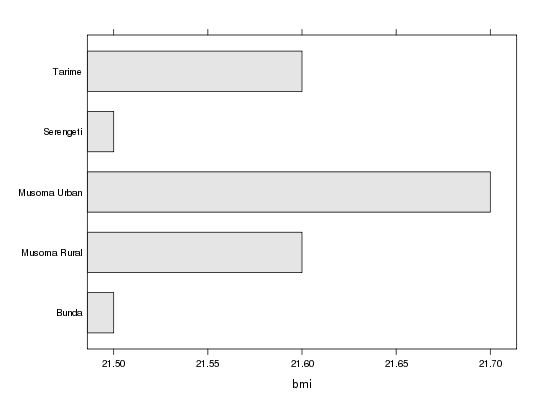 Tarime
Serengeti
Musoma Urban
Musoma Rural
Bunda
21.50 21.55 21.60 21.65 21.70
bmi